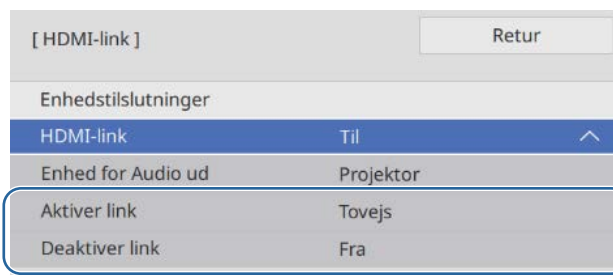 [ HDMI-link ] Retur
Enhedstilslutninger
HDMI-link Til
Enhed for Audio ud Projektor
Aktiver link Tovejs
Deaktiver link Fra